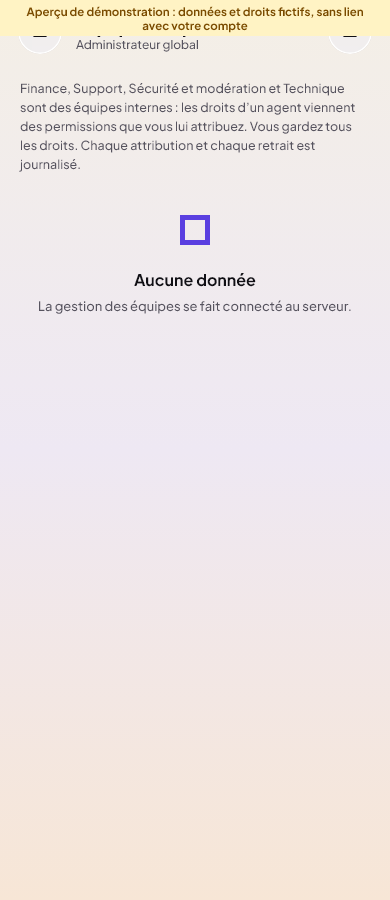 Aperçu de démonstration : données et droits fictifs, sans lien
avec votre compte
Administrateur global
Finance, Support, Sécurité et modération et Technique
sont des équipes internes : les droits d’un agent viennent
des permissions que vous lui attribuez. Vous gardez tous
les droits. Chaque attribution et chaque retrait est
journalisé.
Aucune donnée
La gestion des équipes se fait connecté au serveur.